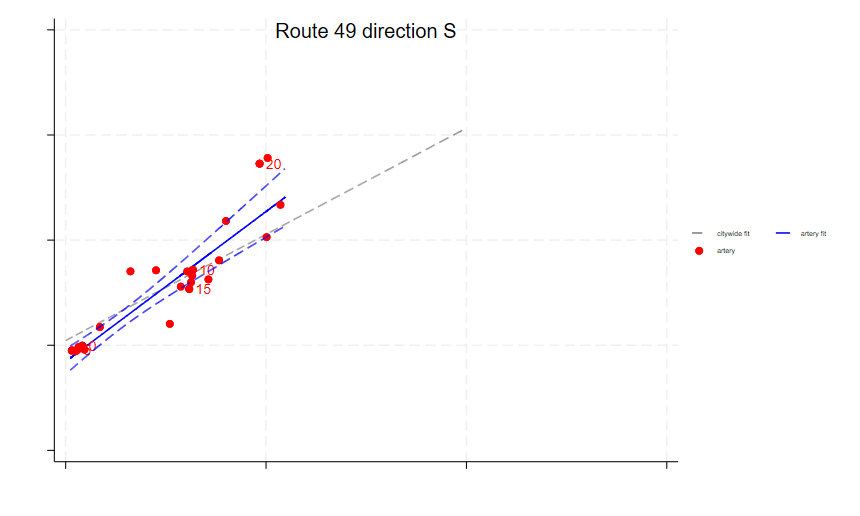 Route 49 direction S
20
10
15
0
citywide fit
artery fit
artery